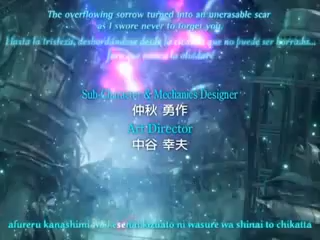 The overflowing sorrow turned into an unerasable scar
as I swore never to forget you.
Hasta la tristeza, desbordándose desde la que no puede ser borrada...
juré que nunca te olvidaré
Sub-Character & Mechanics Designer
仲秋 勇作
Art Director
中谷 幸夫
afureru kanashimi wa kesenai kizuato ni wasure wa shinai to chikatta